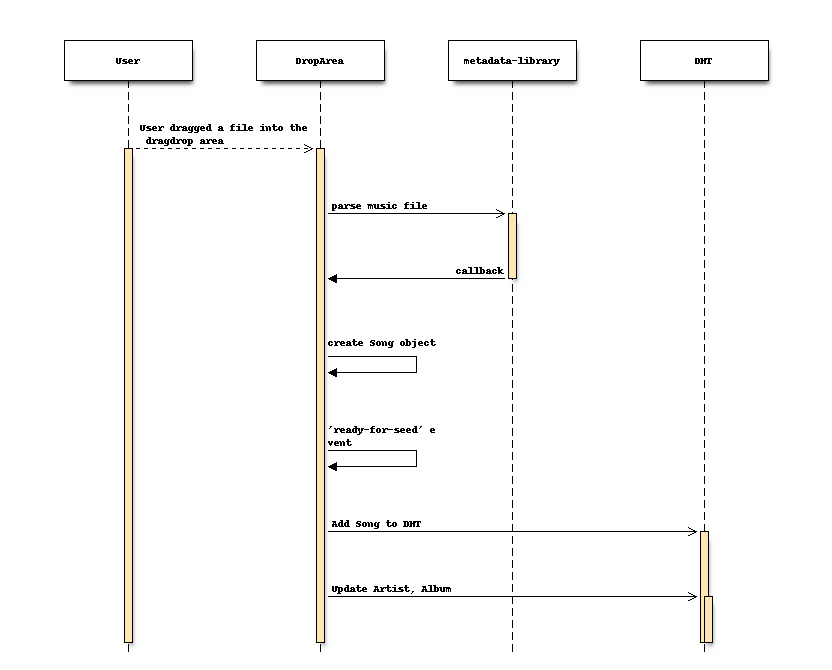 User
DropArea
metadata-library
DHT
User dragged a file into the
dragdrop area
parse music file
callback
create Song object
'ready-for-seed' e
vent
Add Song to DHT
Update Artist, Album